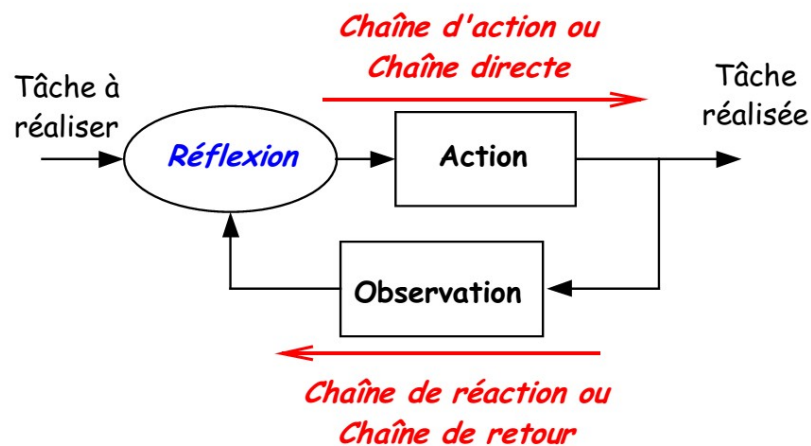 Chaîne d'action ou
Chaîne directe
Tâche à
réaliser
Tâche
réalisée
Réflexion
Action
Observation
Chaîne de réaction ou
Chaîne de retour